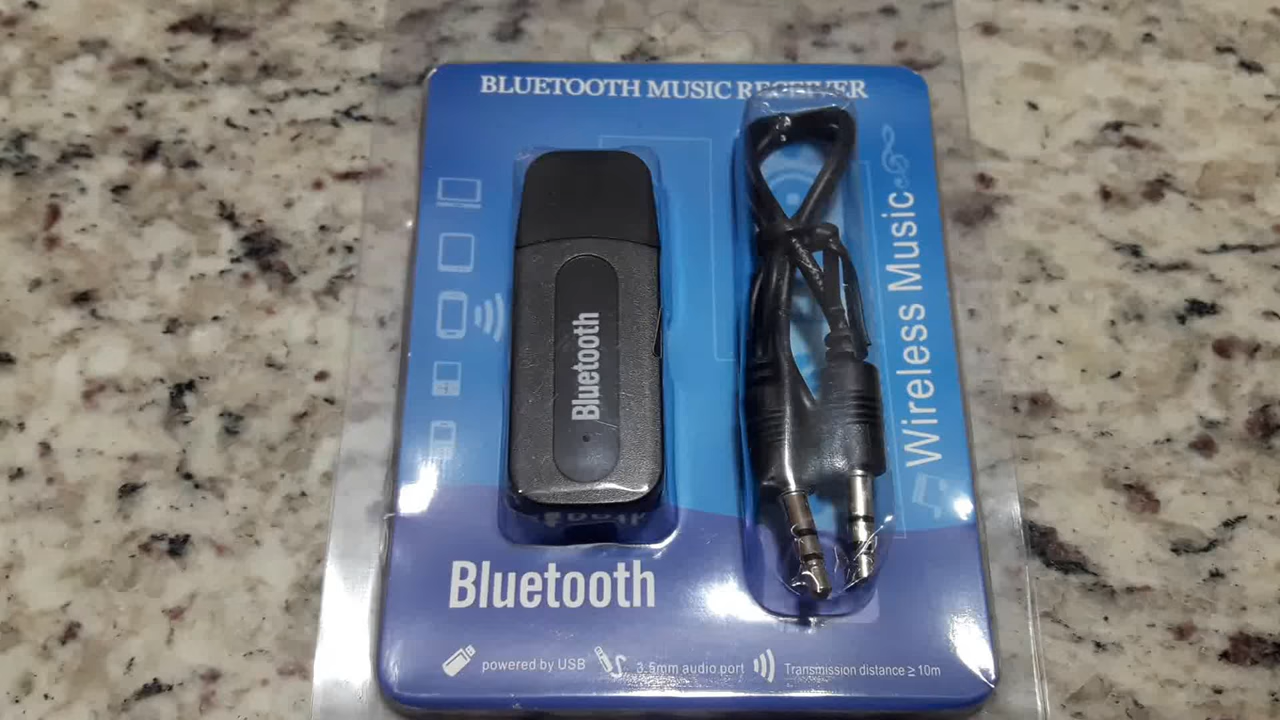 BLUETOOTH MUSIC RECEIVER
Wireless Music
Bluetooth
Bluetooth
powered by USB
3.5mm audio port
Transmission distance ≥ 10m